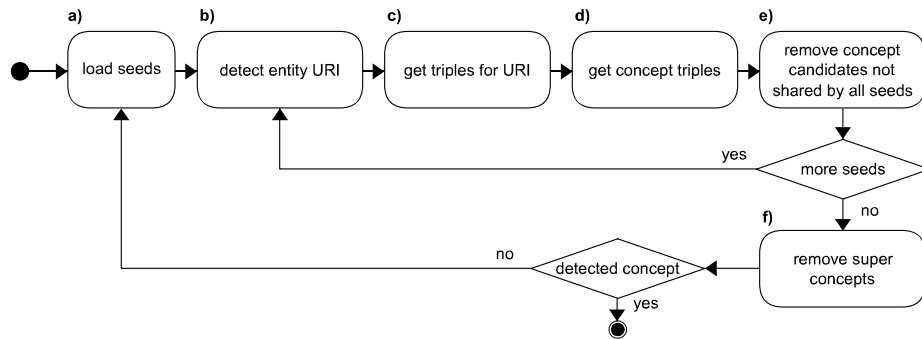 a)
b)
c)
d)
e)
load seeds
detect entity URI
get triples for URI
get concept triples
remove concept
candidates not
shared by all seeds
yes
more seeds
no
f)
remove super
concepts
no
detected concept
yes